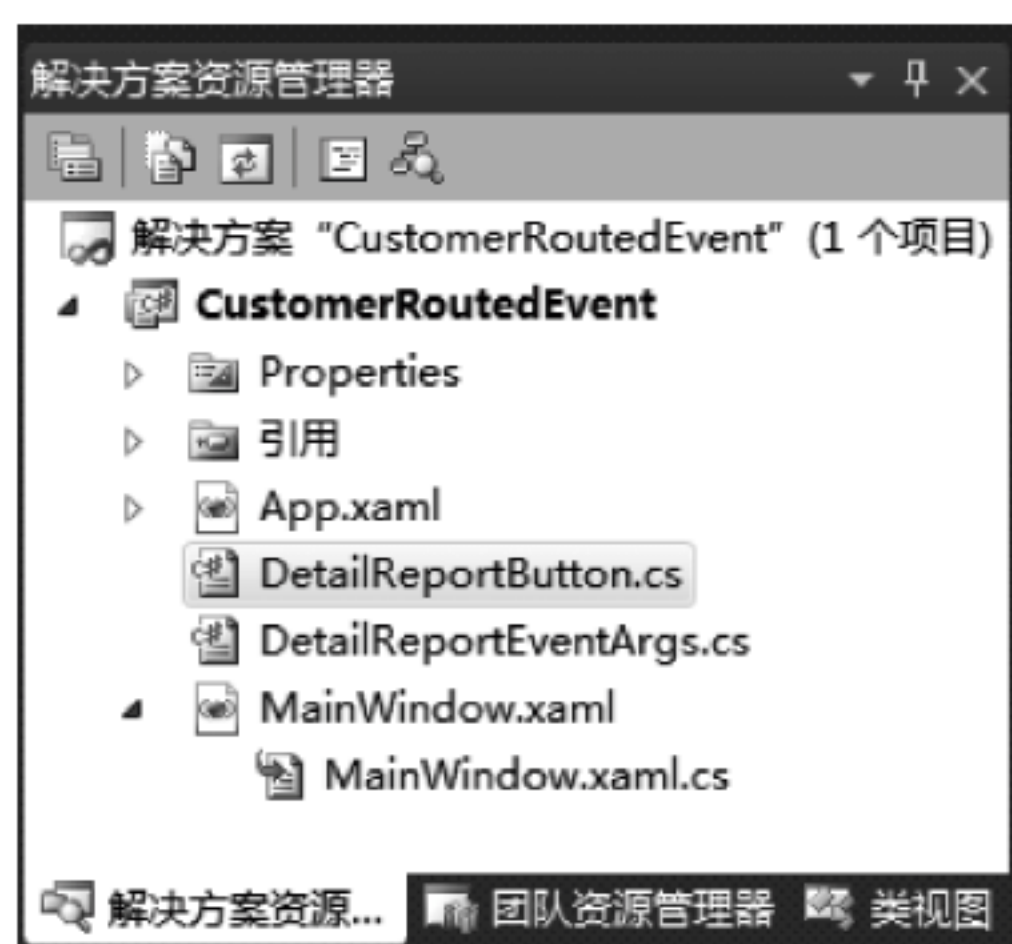 解决方案资源管理器
解决方案 "CustomerRoutedEvent" (1 个项目)
CustomerRoutedEvent
Properties
引用
App.xaml
DetailReportButton.cs
DetailReportEventArgs.cs
MainWindow.xaml
MainWindow.xaml.cs
解决方案资源... 团队资源管理器 类视图